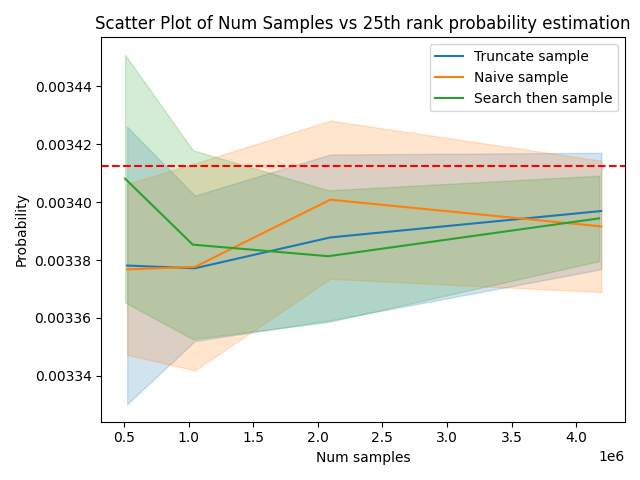 Scatter Plot of Num Samples vs 25th rank probability estimation
Truncate sample
Naive sample
Search then sample
Probability
0.00344
0.00342
0.00340
0.00338
0.00336
0.00334
0.5 1.0 1.5 2.0 2.5 3.0 3.5 4.0
1e6
Num samples